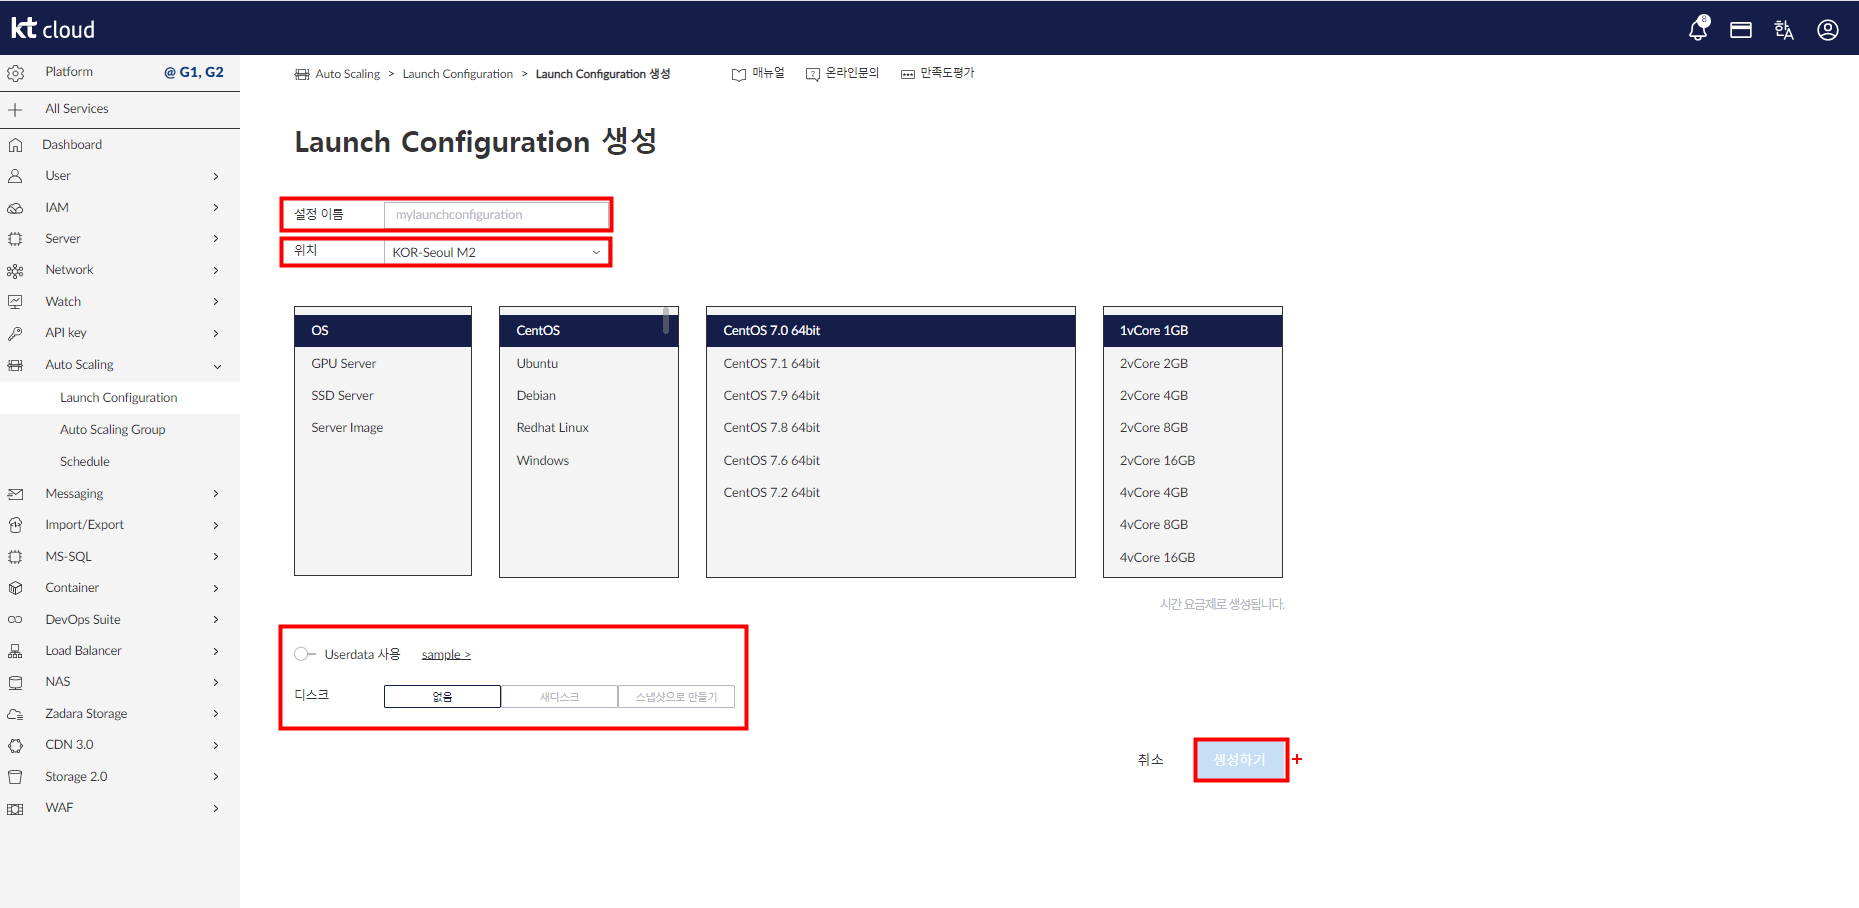 kt cloud
8
한A
Platform @ G1, G2
All Services
Dashboard
User
IAM
Server
Network
Watch
API key
Auto Scaling
Launch Configuration
Auto Scaling Group
Schedule
Messaging
Import/Export
MS-SQL
Container
DevOps Suite
Load Balancer
NAS
Zadara Storage
CDN 3.0
Storage 2.0
WAF
Auto Scaling > Launch Configuration > Launch Configuration 생성
매뉴얼 온라인문의 만족도평가
Launch Configuration 생성
설정 이름 mylaunchconfiguration
위치 KOR-Seoul M2
OS
GPU Server
SSD Server
Server Image
CentOS
Ubuntu
Debian
Redhat Linux
Windows
CentOS 7.0 64bit
CentOS 7.1 64bit
CentOS 7.9 64bit
CentOS 7.8 64bit
CentOS 7.6 64bit
CentOS 7.2 64bit
1vCore 1GB
2vCore 2GB
2vCore 4GB
2vCore 8GB
2vCore 16GB
4vCore 4GB
4vCore 8GB
4vCore 16GB
시간 요금제로 생성됩니다.
Userdata 사용 sample >
디스크 없음 새디스크 스냅샷으로 만들기
취소 생성하기 +